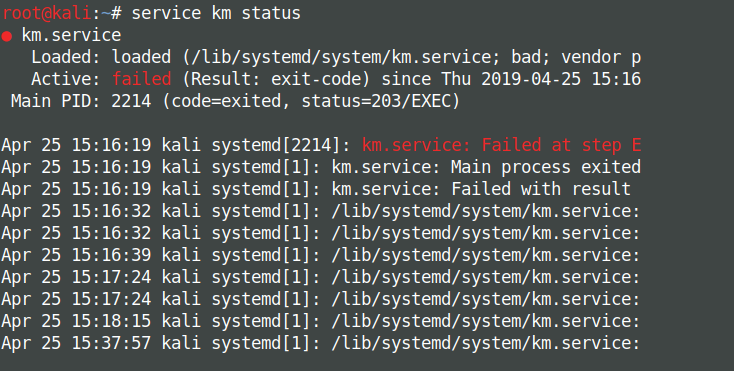 root@kali:~# service km status
● km.service
   Loaded: loaded (/lib/systemd/system/km.service; bad; vendor p
   Active: failed (Result: exit-code) since Thu 2019-04-25 15:16
 Main PID: 2214 (code=exited, status=203/EXEC)

Apr 25 15:16:19 kali systemd[2214]: km.service: Failed at step E
Apr 25 15:16:19 kali systemd[1]: km.service: Main process exited
Apr 25 15:16:19 kali systemd[1]: km.service: Failed with result
Apr 25 15:16:32 kali systemd[1]: /lib/systemd/system/km.service:
Apr 25 15:16:32 kali systemd[1]: /lib/systemd/system/km.service:
Apr 25 15:16:39 kali systemd[1]: /lib/systemd/system/km.service:
Apr 25 15:17:24 kali systemd[1]: /lib/systemd/system/km.service:
Apr 25 15:17:24 kali systemd[1]: /lib/systemd/system/km.service:
Apr 25 15:18:15 kali systemd[1]: /lib/systemd/system/km.service:
Apr 25 15:37:57 kali systemd[1]: /lib/systemd/system/km.service: